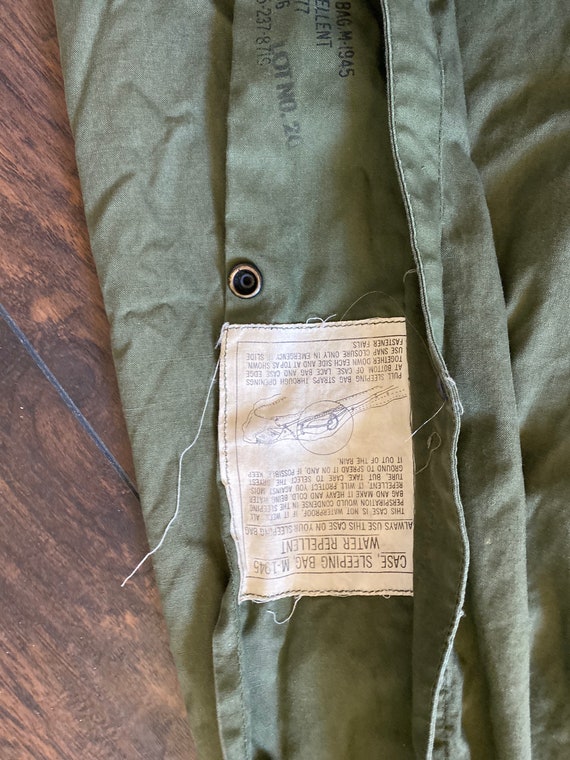 BAG M-1945
77
ELLENT
6
LOT NO. 20
CASE, SLEEPING BAG M-1945
WATER REPELLENT
ALWAYS USE THIS CASE ON YOUR SLEEPING BAG
THIS CASE IS NOT WATERPROOF. IF IT WERE, ALL
PERSPIRATION WOULD CONDENSE IN THE SLEEPING
BAG AND MAKE IT HEAVY AND COLD. BEING WATER
REPELLENT IT WILL PROTECT YOU AGAINST MOIS-
TURE, BUT TAKE CARE TO SELECT THE DRYEST
GROUND TO SPREAD IT ON AND, IF POSSIBLE, KEEP
IT OUT OF THE RAIN.
PULL SLEEPING BAG STRAPS THROUGH OPENINGS
AT BOTTOM OF CASE. LACE BAG AND CASE EDGE
TOGETHER DOWN EACH SIDE AND AT TOP AS SHOWN.
USE SNAP CLOSURE ONLY IN EMERGENCY IF SLIDE
FASTENER FAILS.